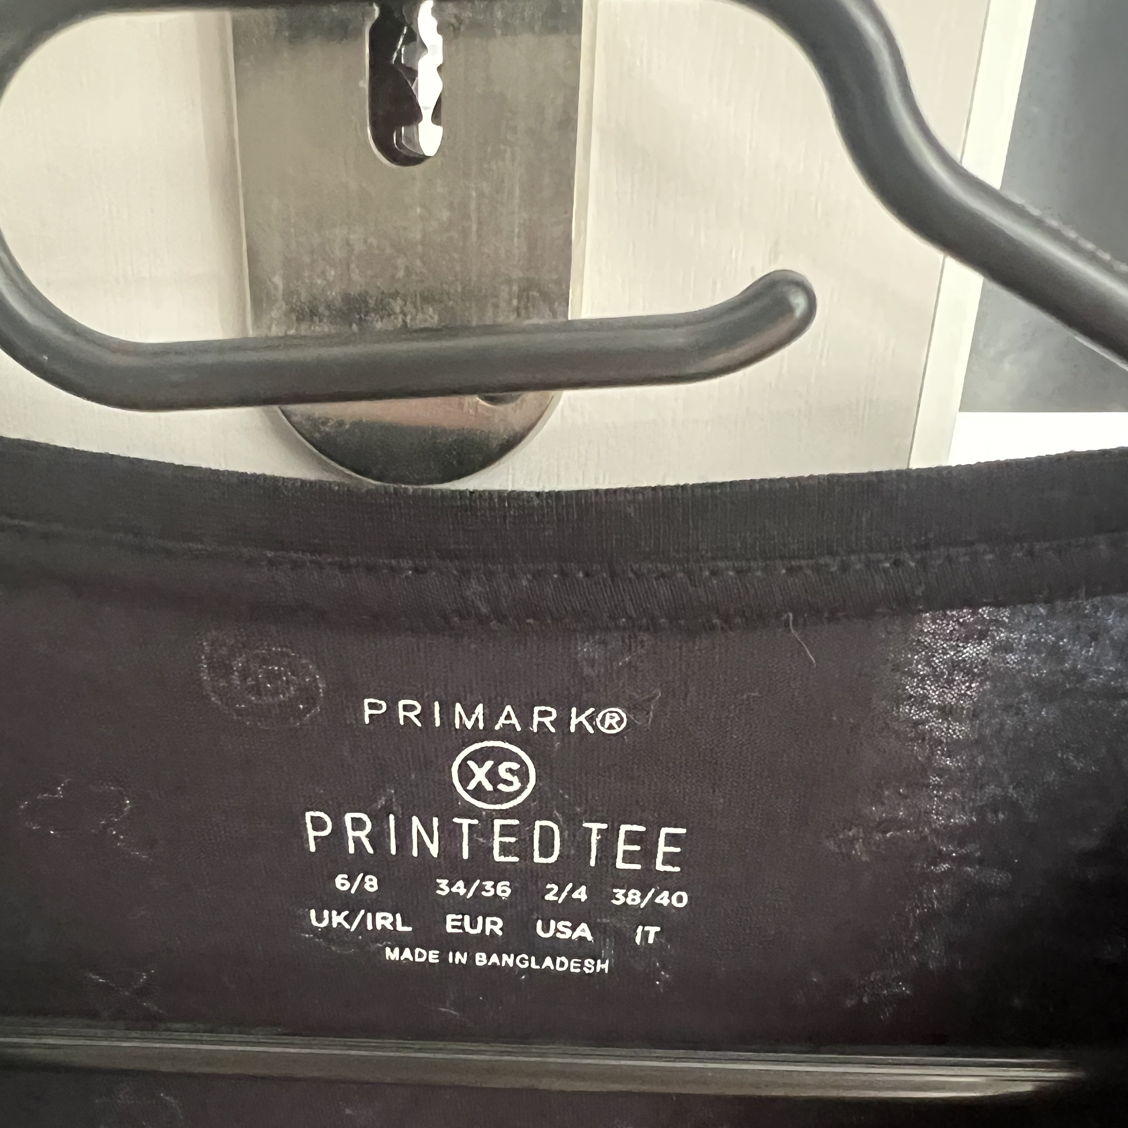 PRIMARK®
XS
PRINTED TEE
6/8 34/36 2/4 38/40
UK/IRL EUR USA IT
MADE IN BANGLADESH